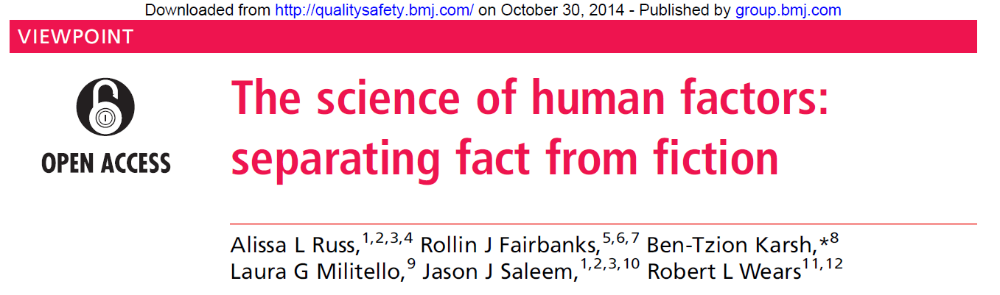 Downloaded from http://qualitysafety.bmj.com/ on October 30, 2014 - Published by group.bmj.com
VIEWPOINT
OPEN ACCESS
The science of human factors:
separating fact from fiction
Alissa L Russ,1,2,3,4 Rollin J Fairbanks,5,6,7 Ben-Tzion Karsh,*8
Laura G Militello,9 Jason J Saleem,1,2,3,10 Robert L Wears11,12